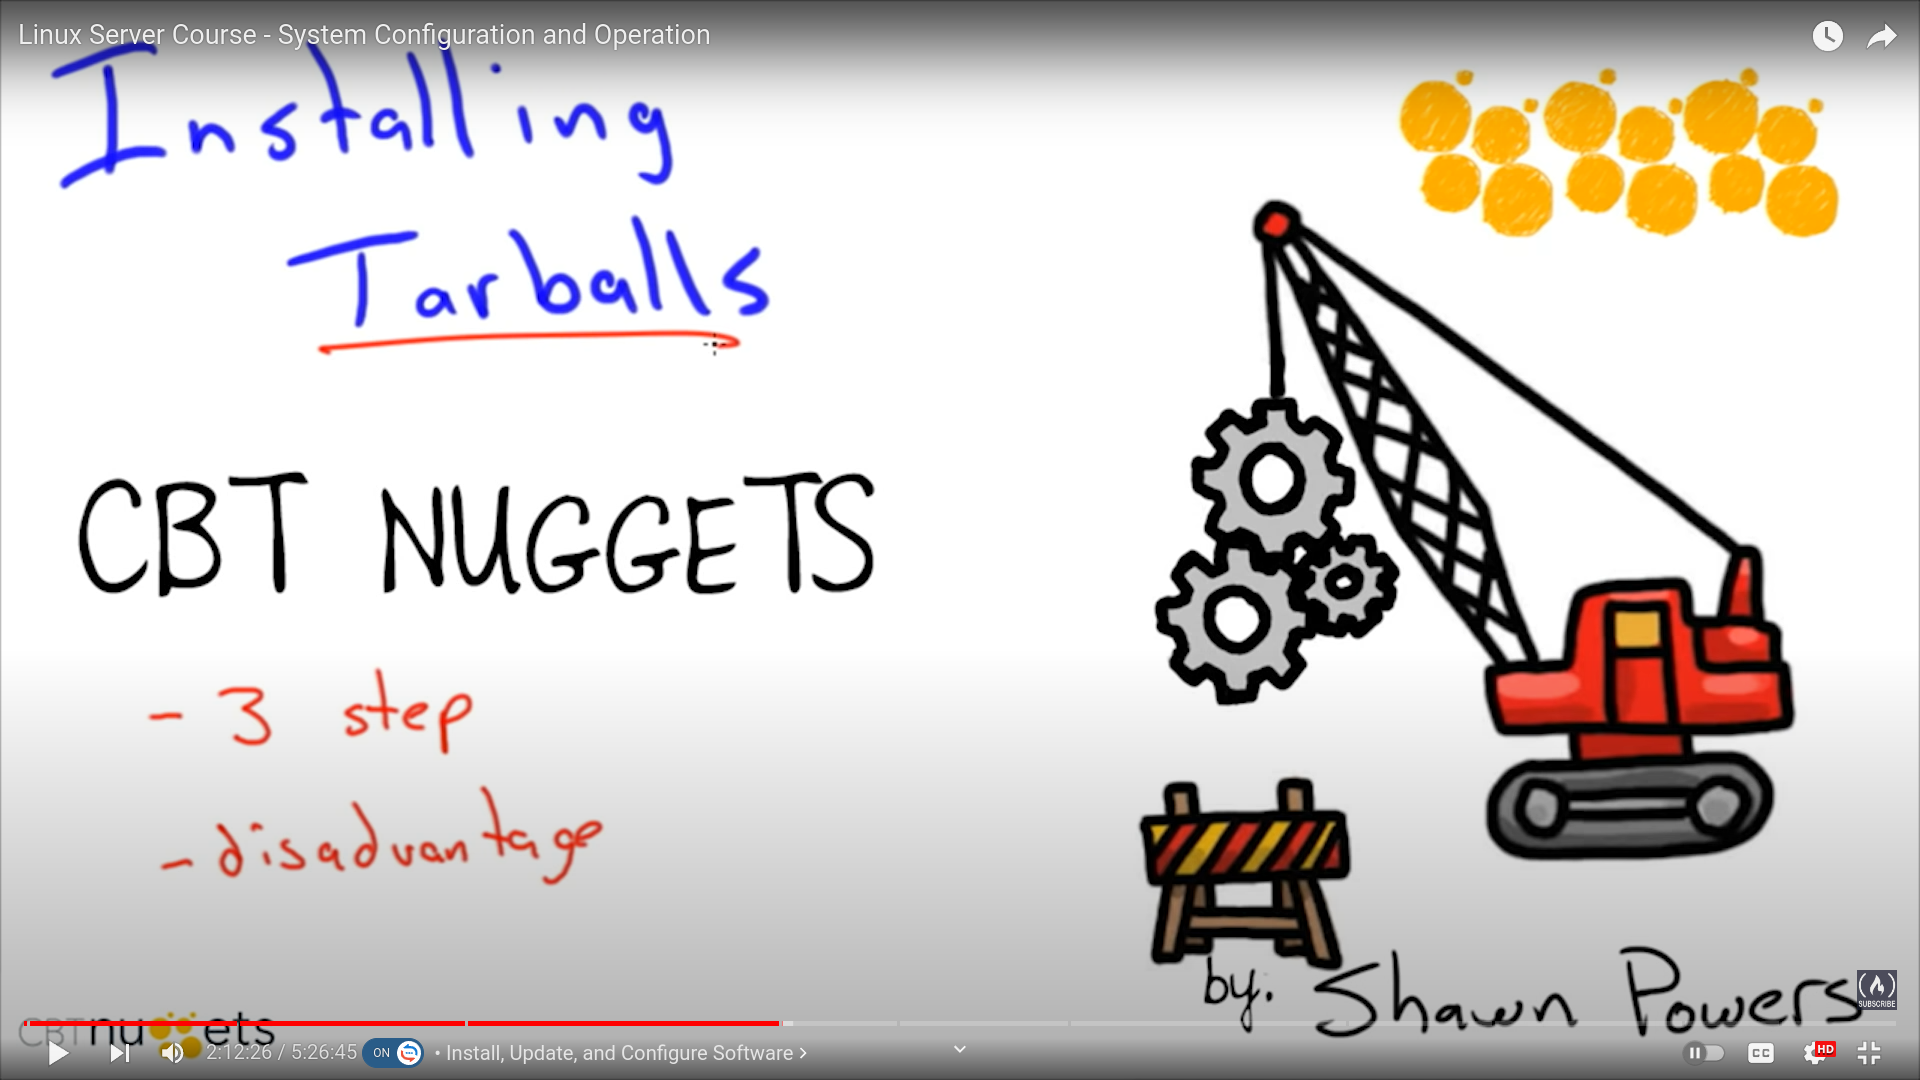 Linux Server Course - System Configuration and Operation
Installing
Tarballs
CBT NUGGETS
- 3 step
- disadvantage
by: Shawn Powers
SUBSCRIBE
CBTnuggets
2:12:26 / 5:26:45 ON • Install, Update, and Configure Software > CC HD